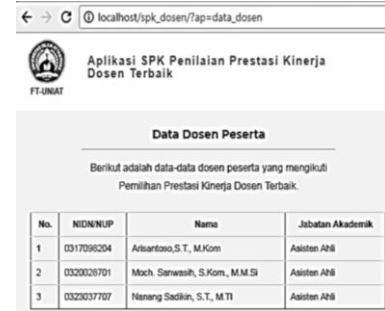 localhost/spk_dosen/?ap=data_dosen
Aplikasi SPK Penilaian Prestasi Kinerja
Dosen Terbaik
FT-UNIAT
Data Dosen Peserta
Berikut adalah data-data dosen peserta yang mengikuti
Pemilihan Prestasi Kinerja Dosen Terbaik.
No. NIDN/NUP Nama Jabatan Akademik
1 0317098204 Arisantoso,S.T., M.Kom Asisten Ahli
2 0320028701 Moch. Sanwasih, S.Kom., M.M.Si Asisten Ahli
3 0323037707 Nanang Sadikin, S.T., M.TI Asisten Ahli